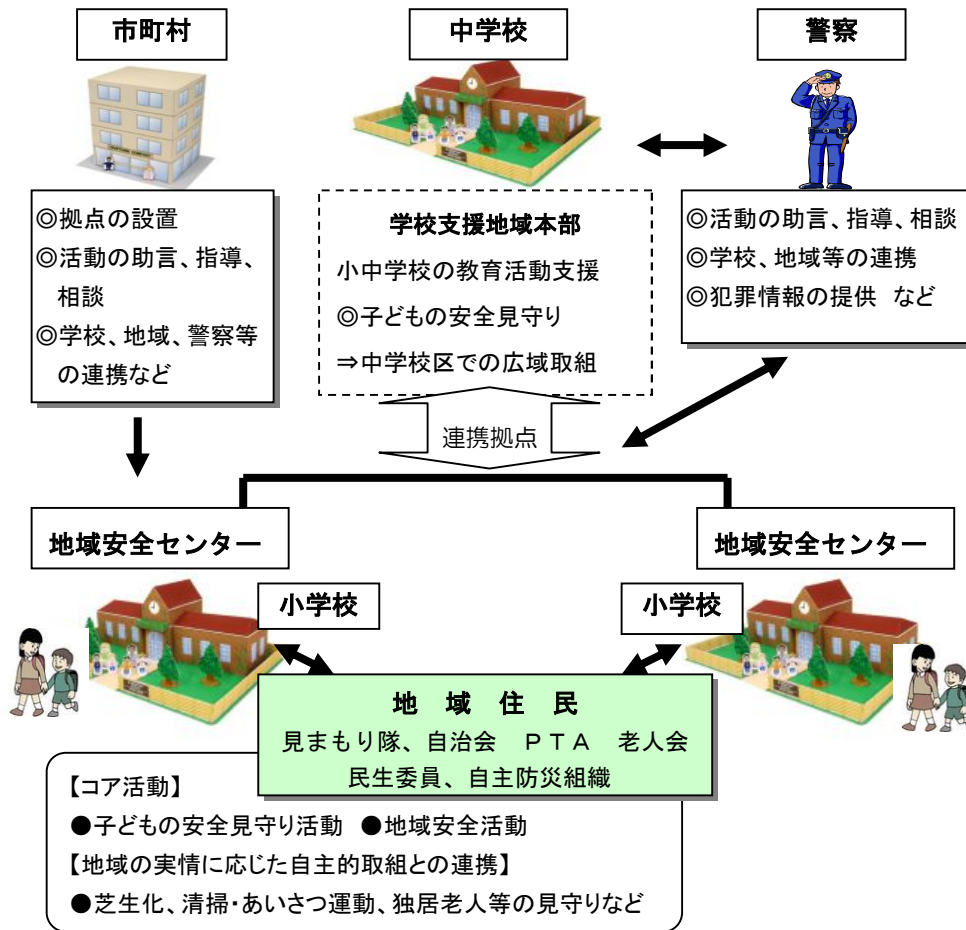 市町村
中学校
警察
◎拠点の設置
◎活動の助言、指導、
相談
◎学校、地域、警察等
の連携など
学校支援地域本部
小中学校の教育活動支援
◎子どもの安全見守り
⇒中学校区での広域取組
◎活動の助言、指導、相談
◎学校、地域等の連携
◎犯罪情報の提供 など
連携拠点
地域安全センター
地域安全センター
小学校
小学校
地 域 住 民
見まもり隊、自治会 PTA 老人会
民生委員、自主防災組織
【コア活動】
●子どもの安全見守り活動 ●地域安全活動
【地域の実情に応じた自主的取組との連携】
●芝生化、清掃・あいさつ運動、独居老人等の見守りなど